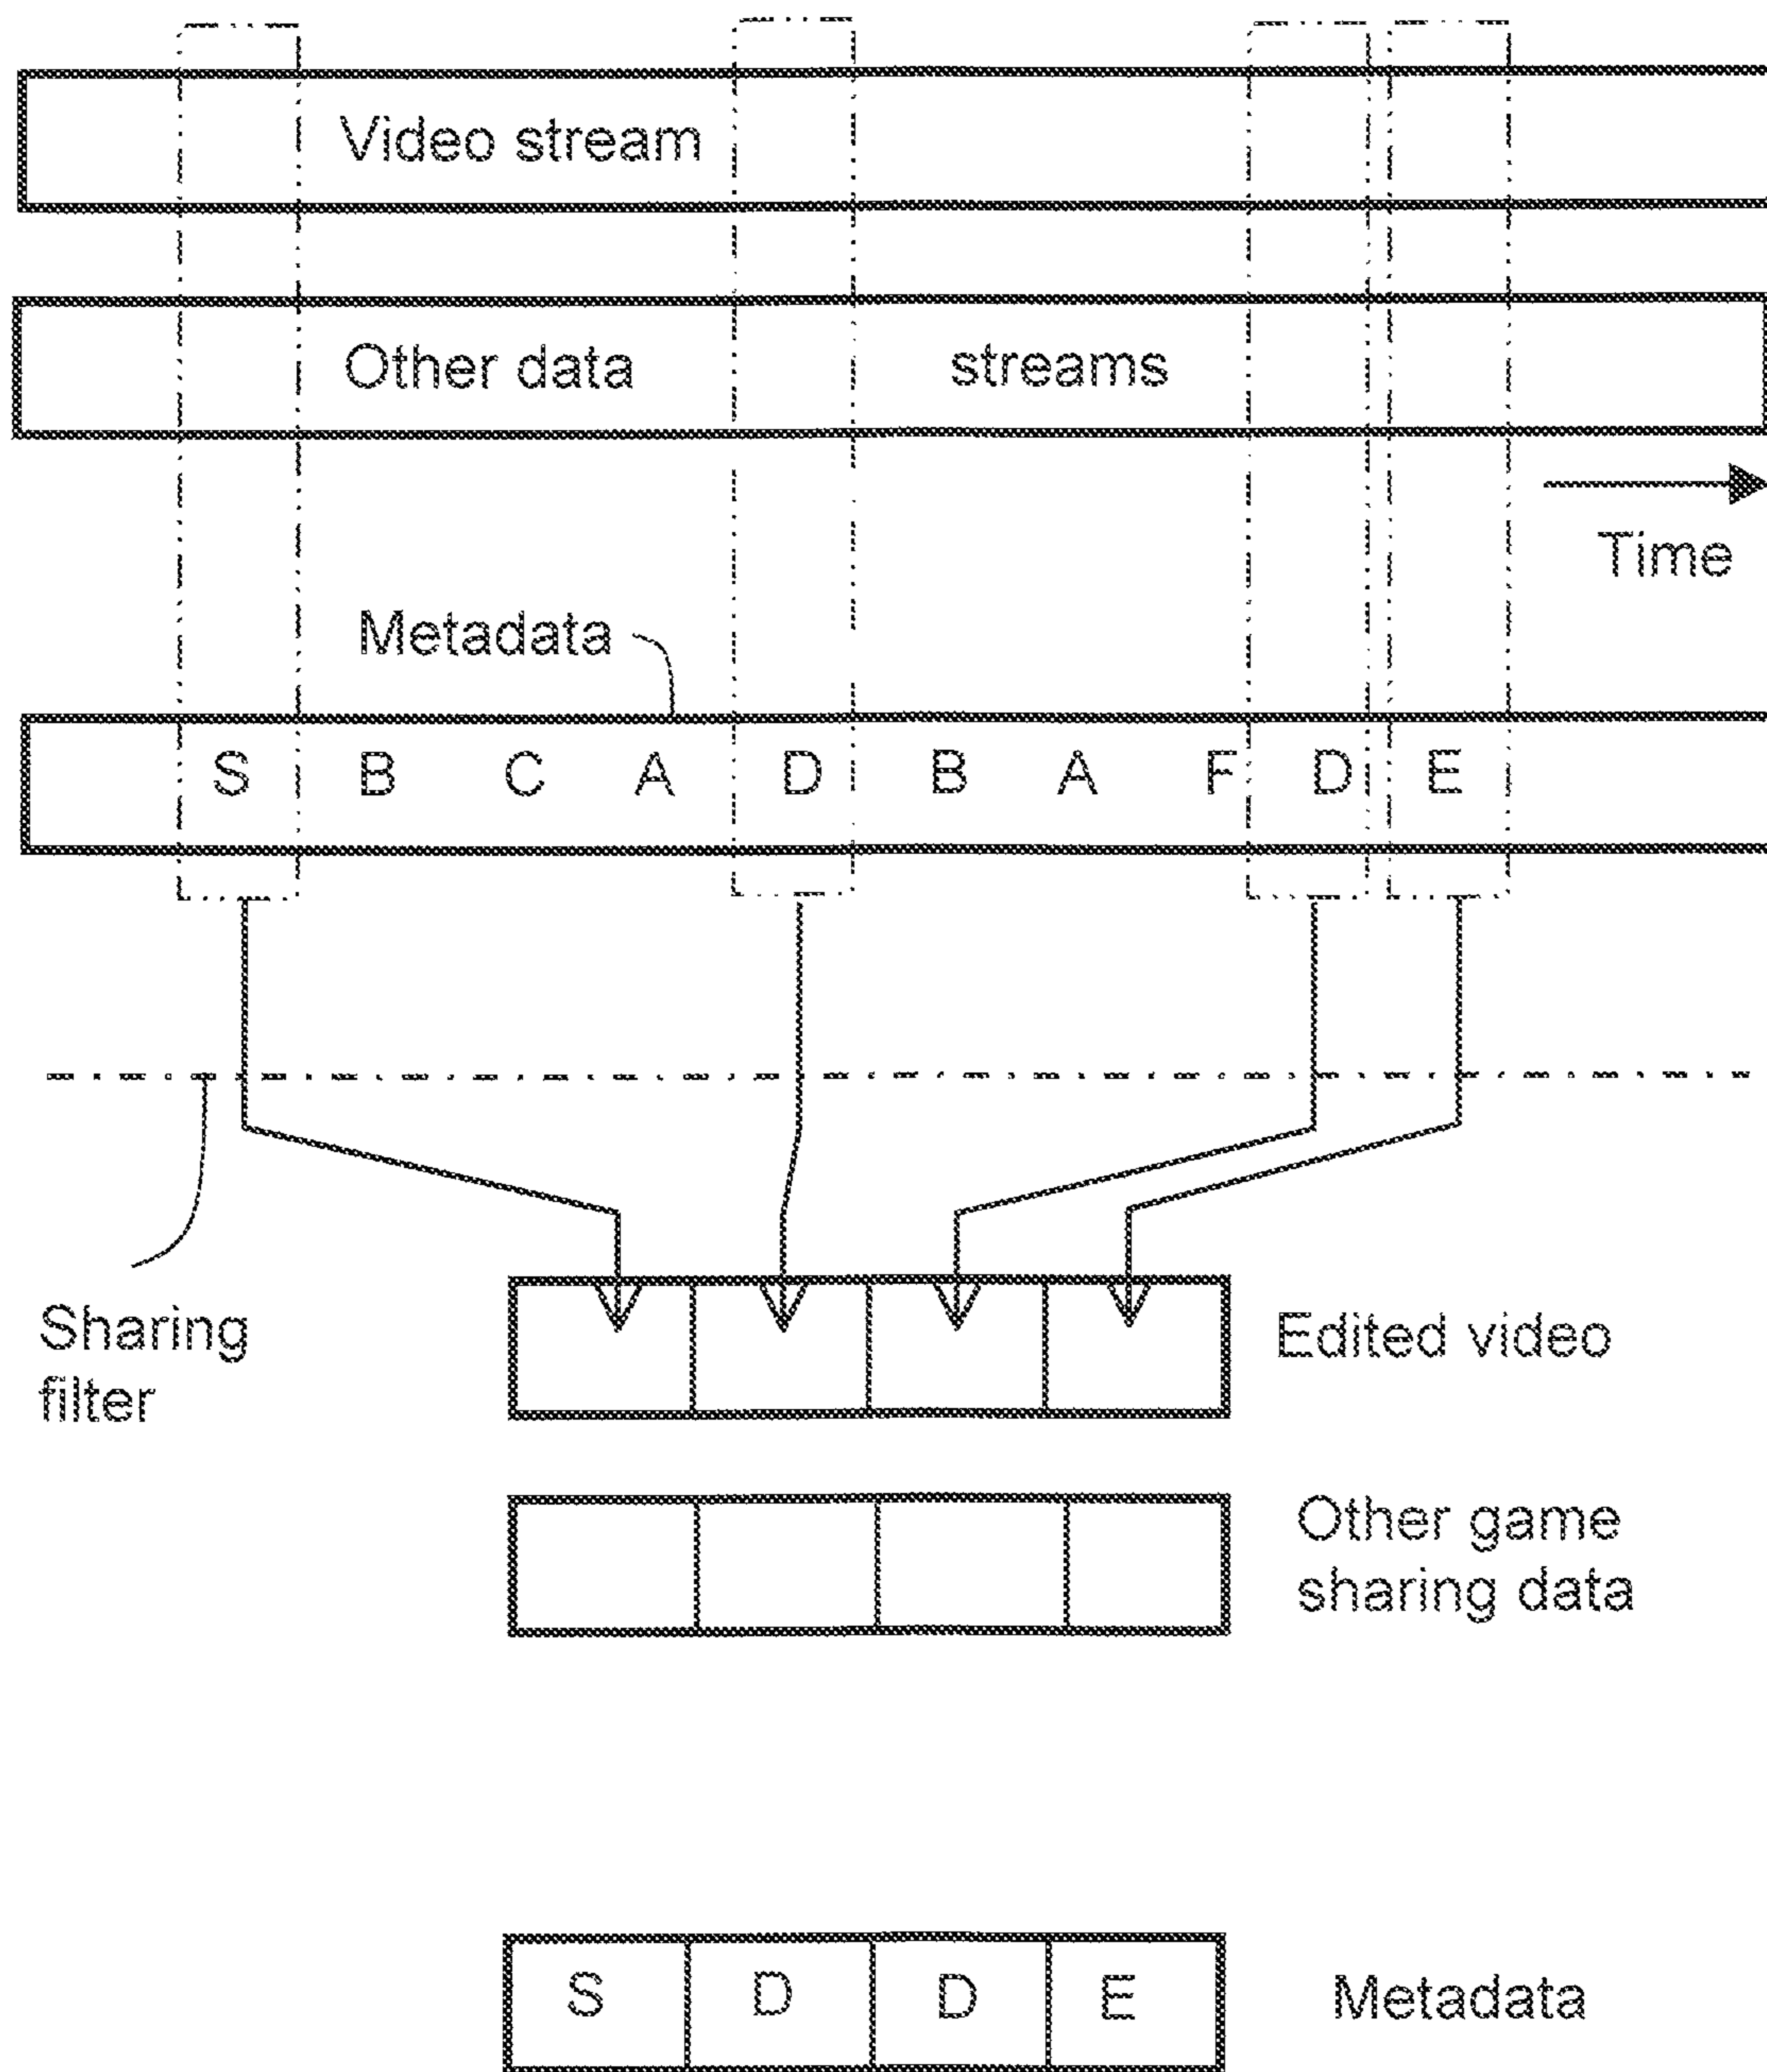 Video stream
Other data streams
Time
Metadata
S B C A D B A F D E
Sharing
filter
Edited video
Other game
sharing data
S D D E Metadata